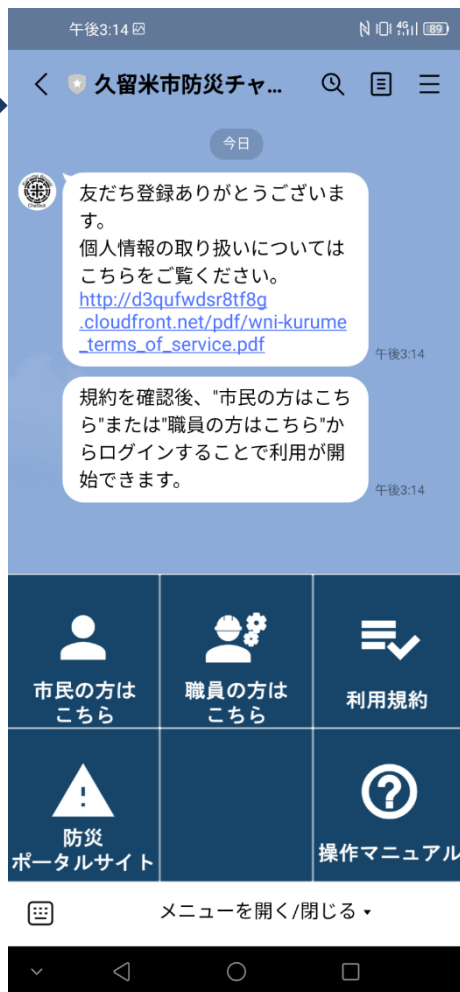 午後3:14
4G
89
久留米市防災チャ...
今日
友だち登録ありがとうございま
す。
個人情報の取り扱いについては
こちらをご覧ください。
http://d3qufwdsr8tf8g
.cloudfront.net/pdf/wni-kurume
_terms_of_service.pdf
午後3:14
規約を確認後、"市民の方はこち
ら"または"職員の方はこちら"か
らログインすることで利用が開
始できます。
午後3:14
市民の方は
こちら
職員の方は
こちら
利用規約
防災
ポータルサイト
操作マニュアル
メニューを開く/閉じる